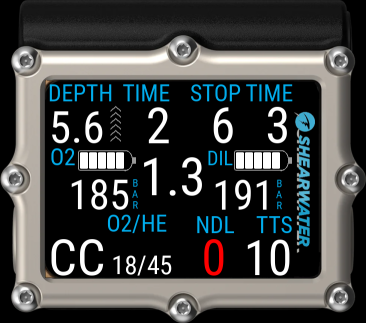 DEPTH TIME STOP TIME
5.6 2 6 3
O2 1.3 DIL
185 BAR 191 BAR
O2/HE NDL TTS
CC 18/45 0 10
SHEARWATER